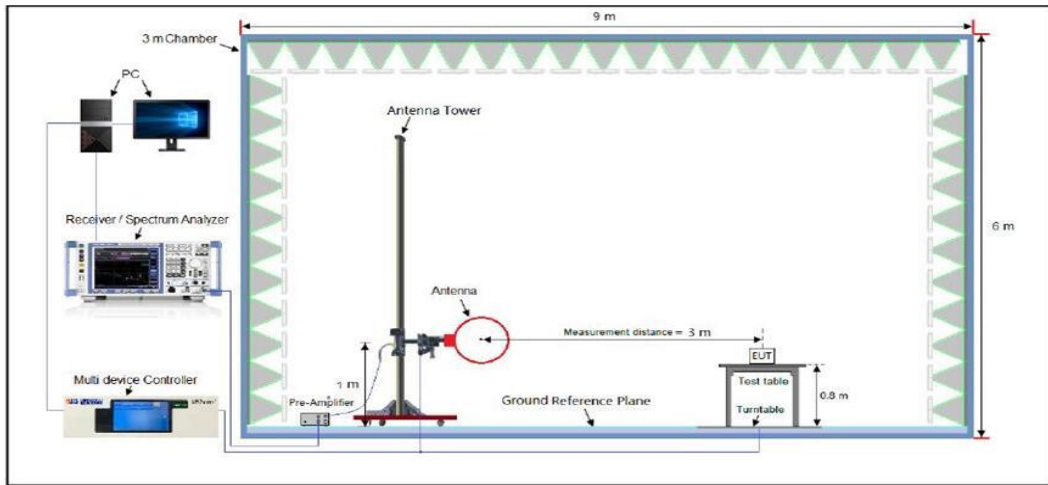 9 m
3 m Chamber
PC
Antenna Tower
Receiver / Spectrum Analyzer
6 m
Antenna
Measurement distance = 3 m
EUT
1 m
Multi device Controller
Test table
Pre-Amplifier
0.8 m
Ground Reference Plane
Turntable